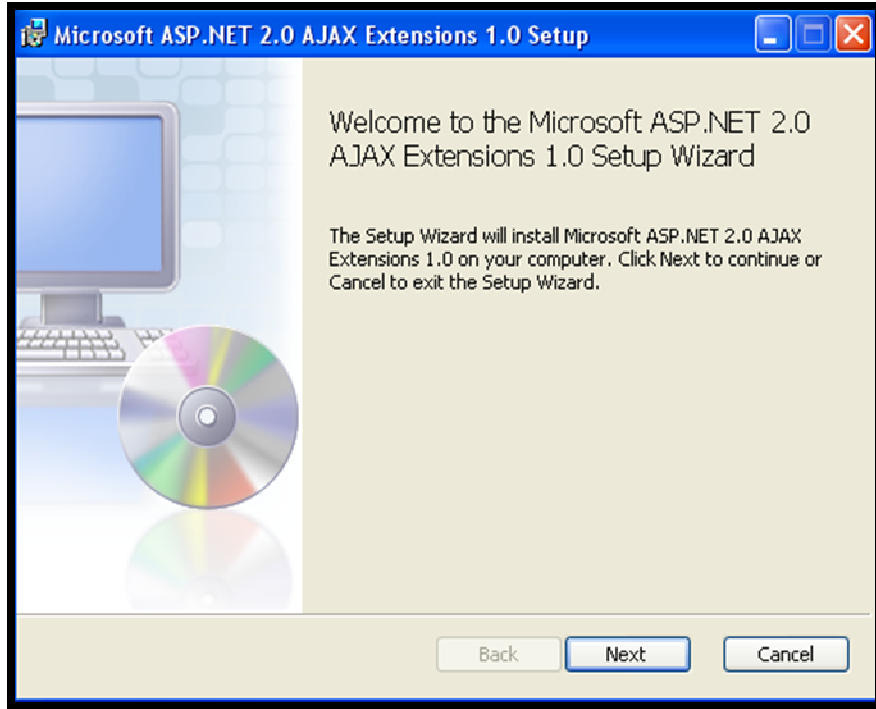 Microsoft ASP.NET 2.0 AJAX Extensions 1.0 Setup
Welcome to the Microsoft ASP.NET 2.0
AJAX Extensions 1.0 Setup Wizard
The Setup Wizard will install Microsoft ASP.NET 2.0 AJAX
Extensions 1.0 on your computer. Click Next to continue or
Cancel to exit the Setup Wizard.
Back Next Cancel